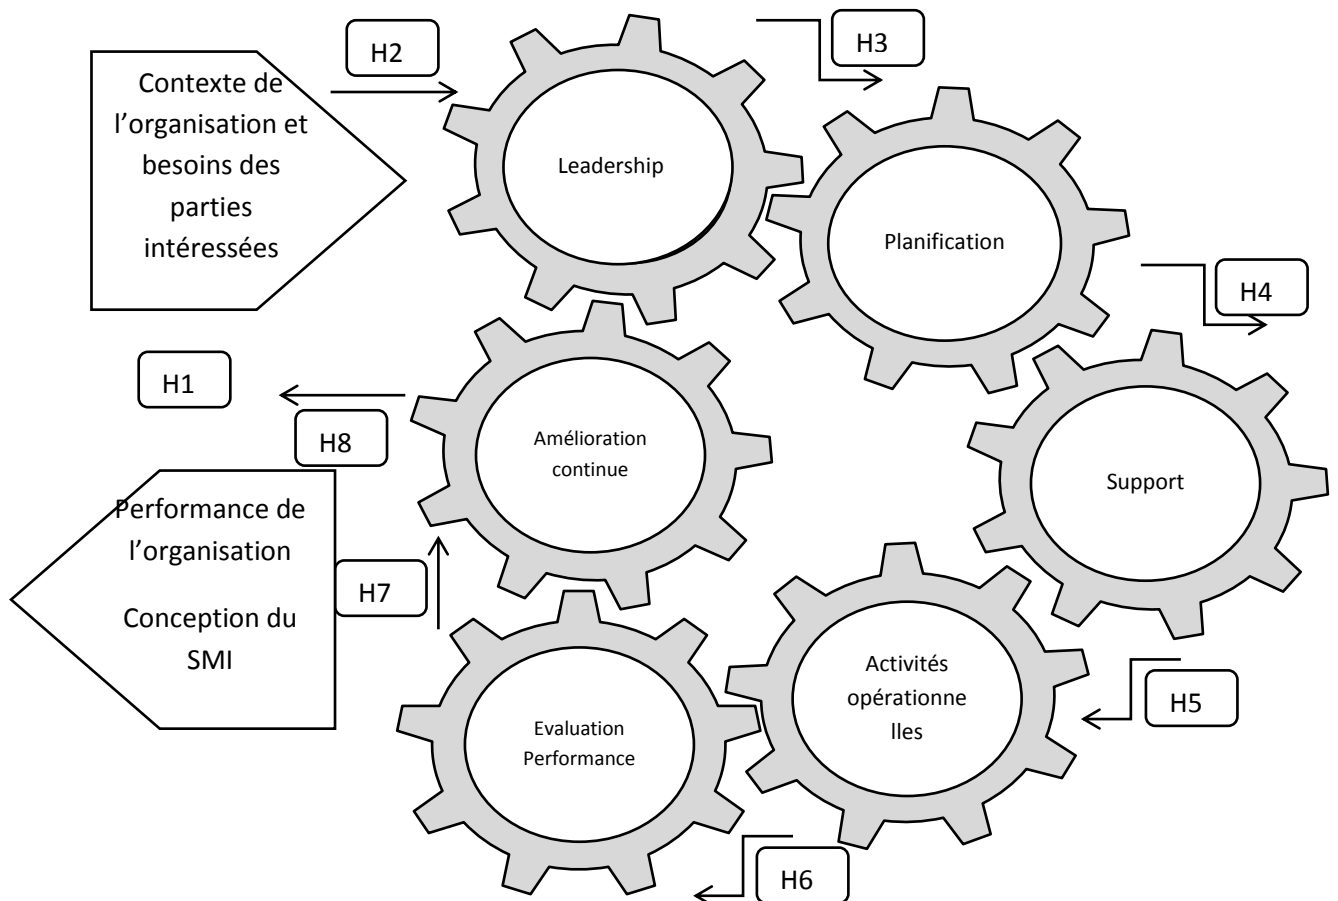 H2
H3
Contexte de
l’organisation et
besoins des
parties
intéressées
Leadership
Planification
H4
H1
H8
Amélioration
continue
Support
Performance de
l’organisation
Conception du
SMI
H7
Evaluation
Performance
Activités
opérationne
lles
H5
H6